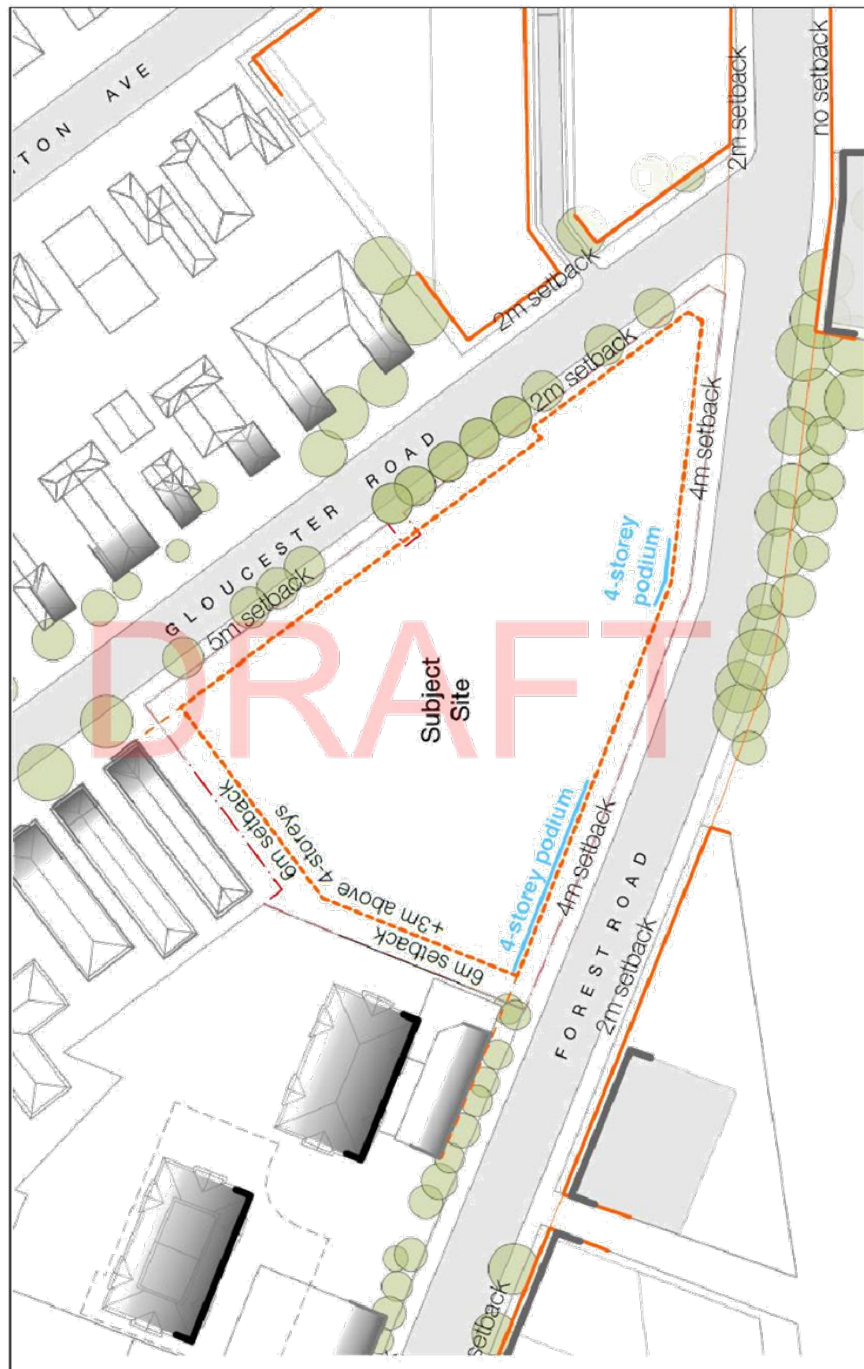 TON AVE
no setback
2m setback
2m setback
2m setback
4m setback
GLOUCESTER ROAD
4-storey
podium
5m setback
DRAFT
Subject
Site
6m setback
+3m above 4-storeys
6m setback
4-storey podium
4m setback
FOREST ROAD
2m setback
setback